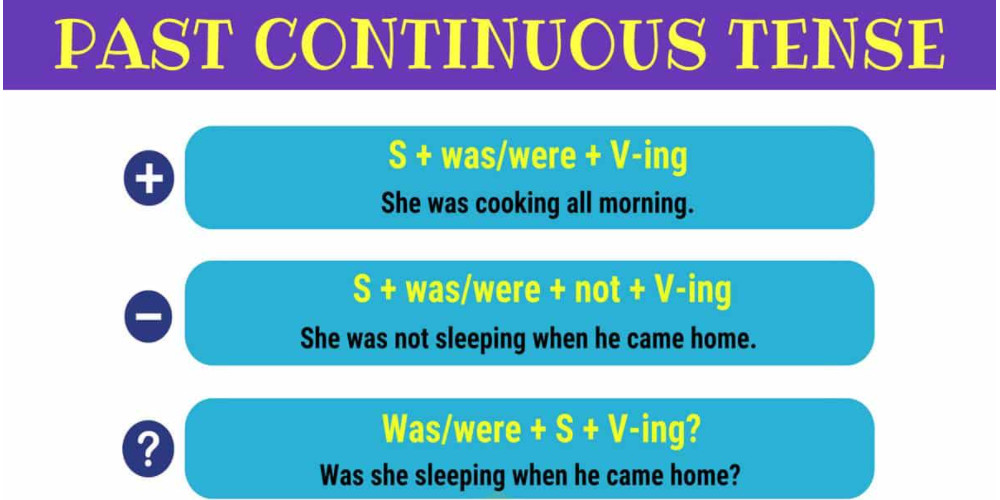 PAST CONTINUOUS TENSE
+
S + was/were + V-ing
She was cooking all morning.
−
S + was/were + not + V-ing
She was not sleeping when he came home.
?
Was/were + S + V-ing?
Was she sleeping when he came home?